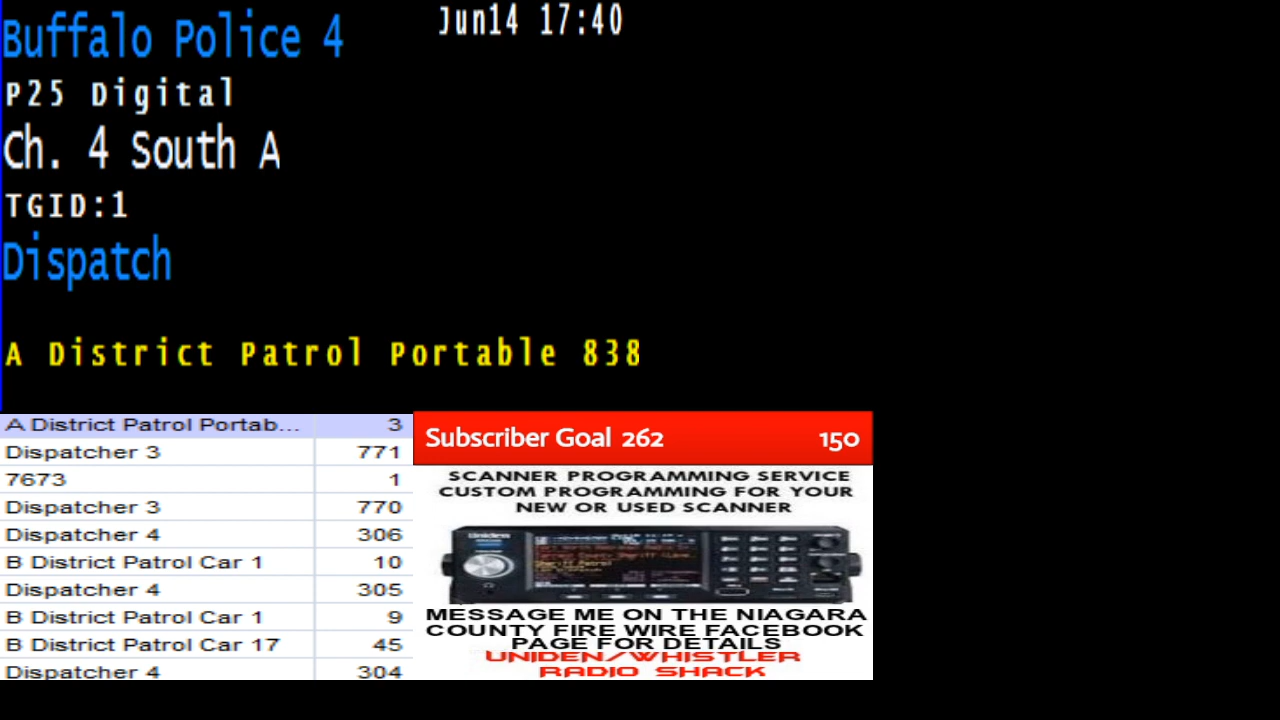 Buffalo Police 4
Jun14 17:40
P25 Digital
Ch. 4 South A
TGID:1
Dispatch
A District Patrol Portable 838
A District Patrol Portab... 3
Dispatcher 3 771
7673 1
Dispatcher 3 770
Dispatcher 4 306
B District Patrol Car 1 10
Dispatcher 4 305
B District Patrol Car 1 9
B District Patrol Car 17 45
Dispatcher 4 304
Subscriber Goal 262 150
SCANNER PROGRAMMING SERVICE
CUSTOM PROGRAMMING FOR YOUR
NEW OR USED SCANNER
Uniden
MESSAGE ME ON THE NIAGARA
COUNTY FIRE WIRE FACEBOOK
PAGE FOR DETAILS
UNIDEN/WHISTLER
RADIO SHACK